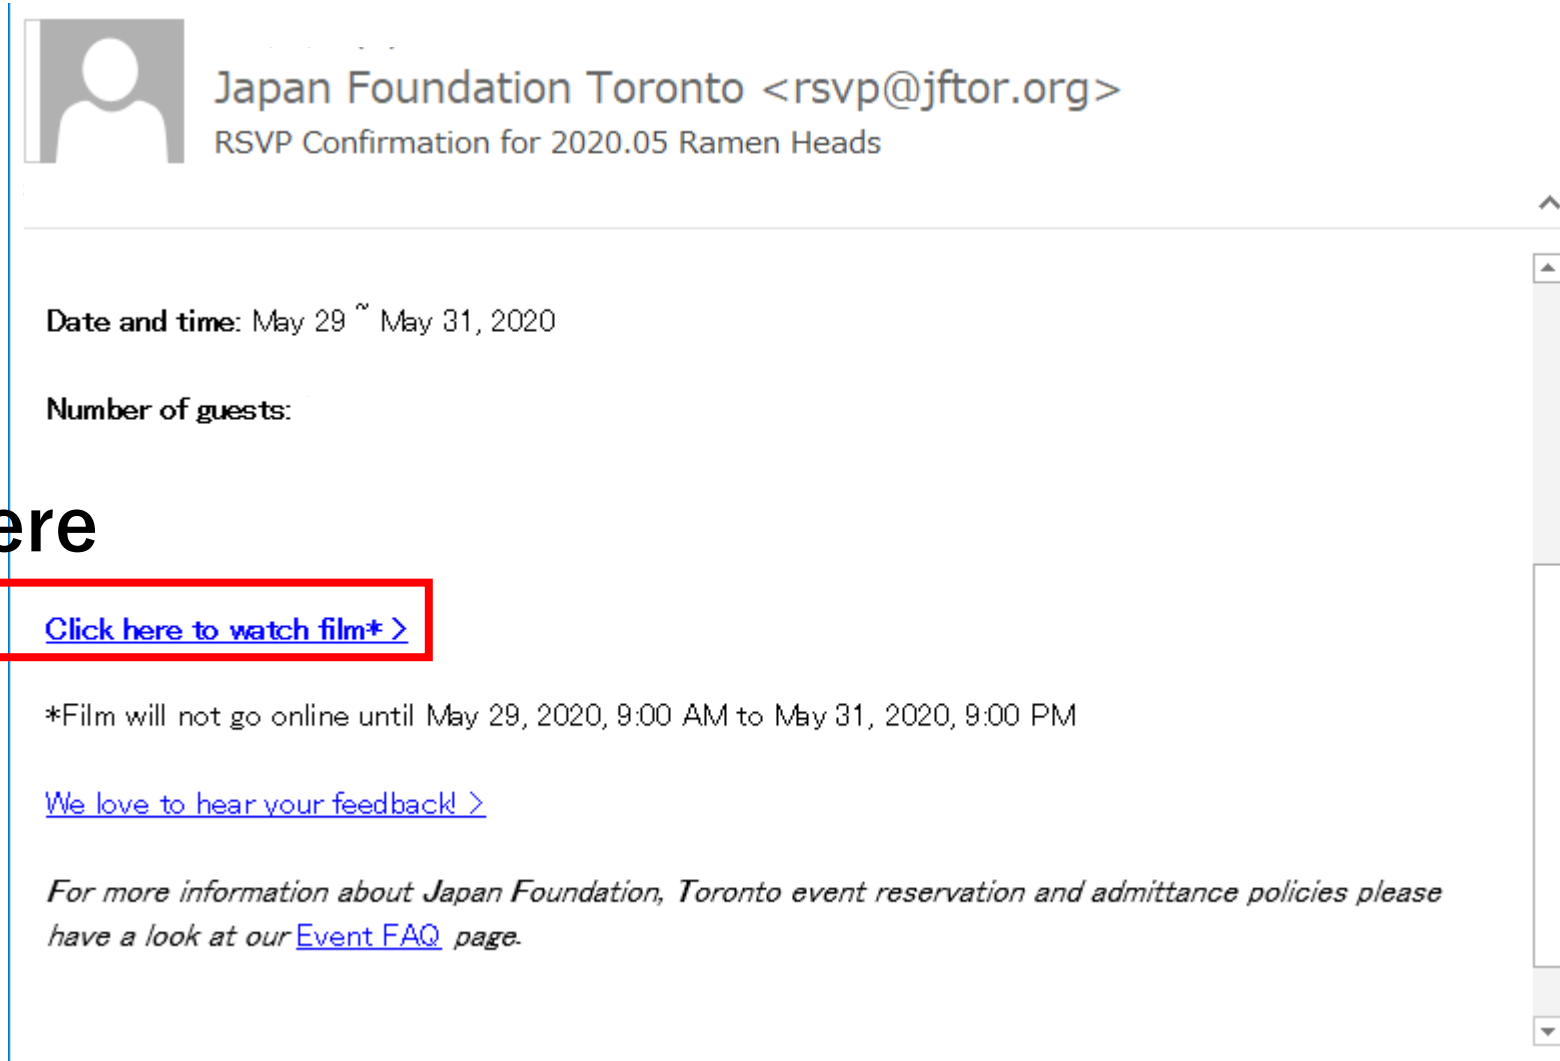 Japan Foundation Toronto <rsvp@jftor.org>
RSVP Confirmation for 2020.05 Ramen Heads
Date and time: May 29 ~ May 31, 2020
Number of guests:
ere
Click here to watch film* >
*Film will not go online until May 29, 2020, 9:00 AM to May 31, 2020, 9:00 PM
We love to hear your feedback! >
For more information about Japan Foundation, Toronto event reservation and admittance policies please
have a look at our Event FAQ page.